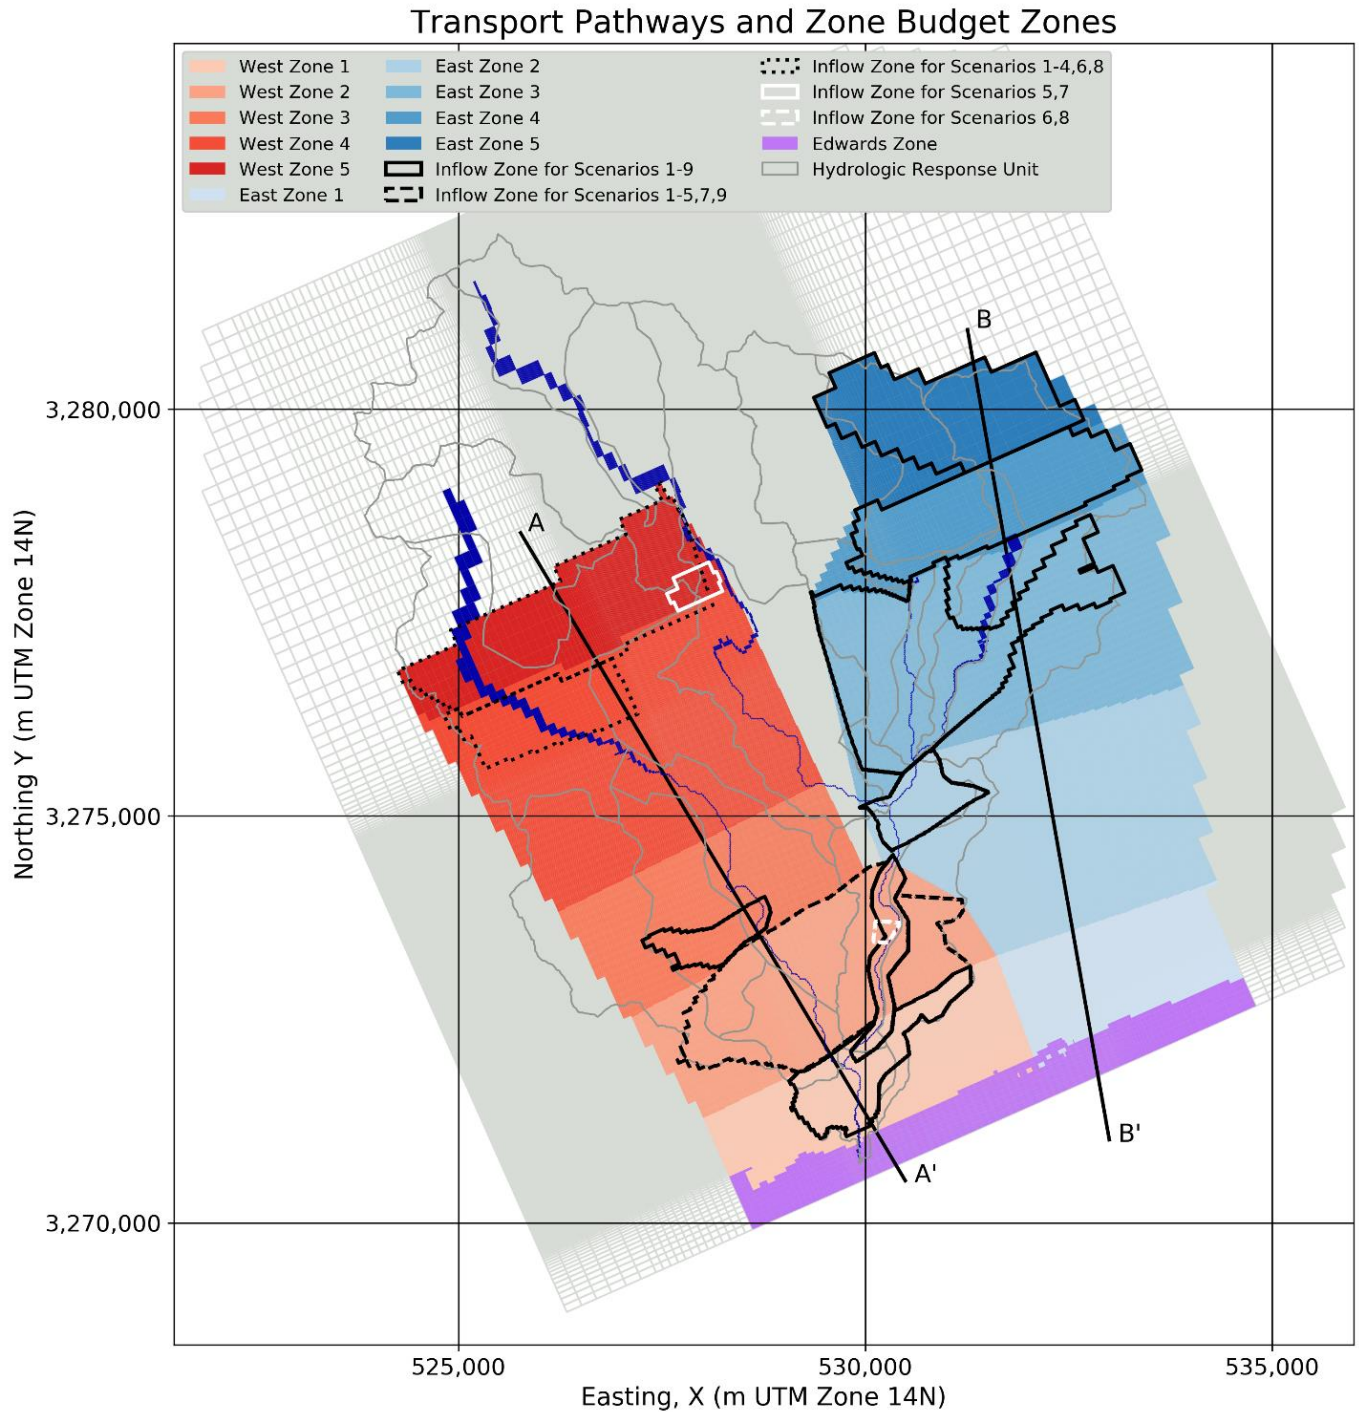 Transport Pathways and Zone Budget Zones
West Zone 1
West Zone 2
West Zone 3
West Zone 4
West Zone 5
East Zone 1
East Zone 2
East Zone 3
East Zone 4
East Zone 5
Inflow Zone for Scenarios 1-9
Inflow Zone for Scenarios 1-5,7,9
Inflow Zone for Scenarios 1-4,6,8
Inflow Zone for Scenarios 5,7
Inflow Zone for Scenarios 6,8
Edwards Zone
Hydrologic Response Unit
B
3,280,000
A
Northing Y (m UTM Zone 14N)
3,275,000
B'
A'
3,270,000
525,000
530,000
535,000
Easting, X (m UTM Zone 14N)